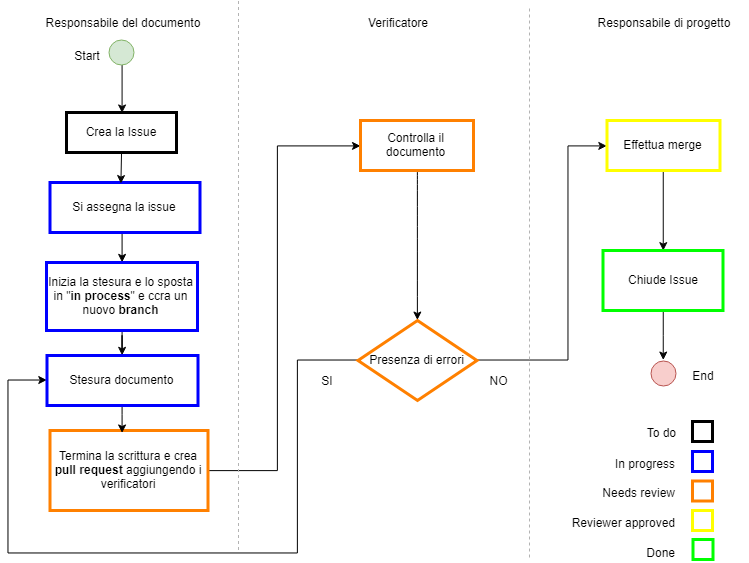 Responsabile del documento
Verificatore
Responsabile di progetto
Start
Crea la Issue
Si assegna la issue
Inizia la stesura e lo sposta
in "in process" e ccra un
nuovo branch
Stesura documento
Termina la scrittura e crea
pull request aggiungendo i
verificatori
Controlla il
documento
Presenza di errori
SI
NO
Effettua merge
Chiude Issue
End
To do
In progress
Needs review
Reviewer approved
Done